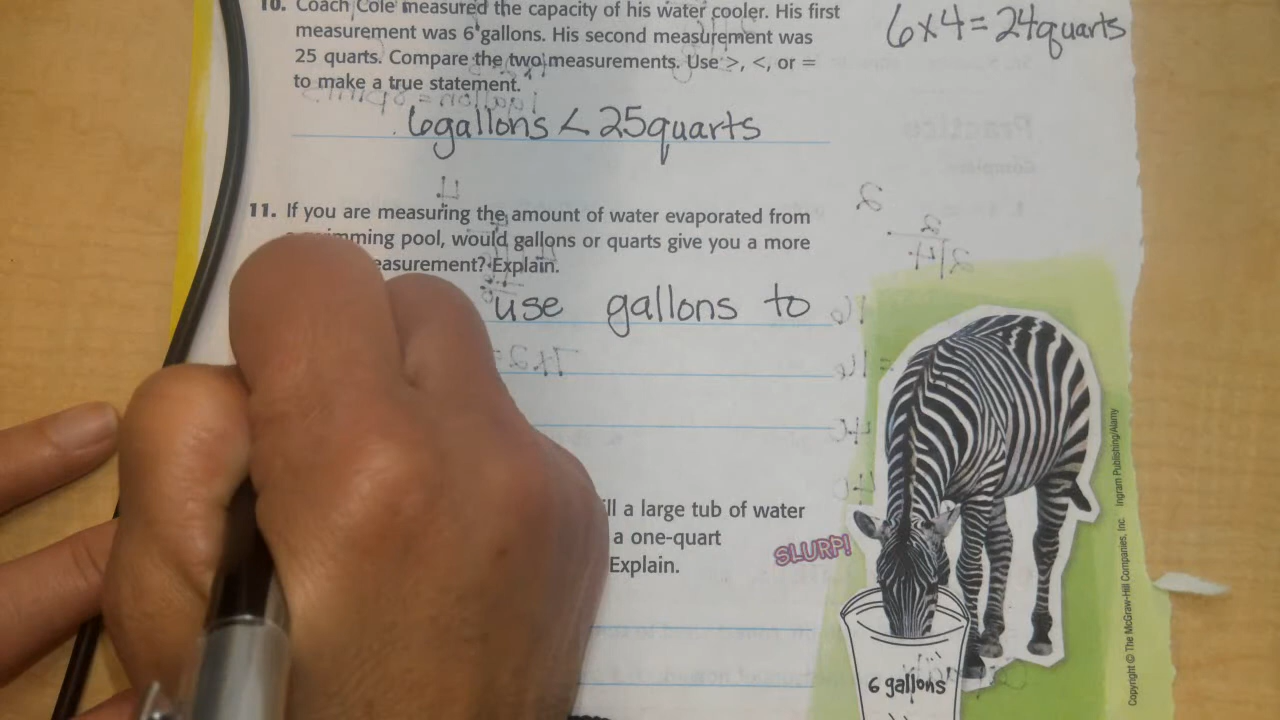 10. Coach Cole measured the capacity of his water cooler. His first
measurement was 6 gallons. His second measurement was
25 quarts. Compare the two measurements. Use >, <, or =
to make a true statement.
6x4=24quarts
6gallons < 25quarts
11. If you are measuring the amount of water evaporated from
mming pool, would gallons or quarts give you a more
easurement? Explain.
use gallons to
ll a large tub of water
a one-quart
Explain.
SLURP!
6 gallons
Copyright © The McGraw-Hill Companies, Inc. Ingram Publishing/Alamy